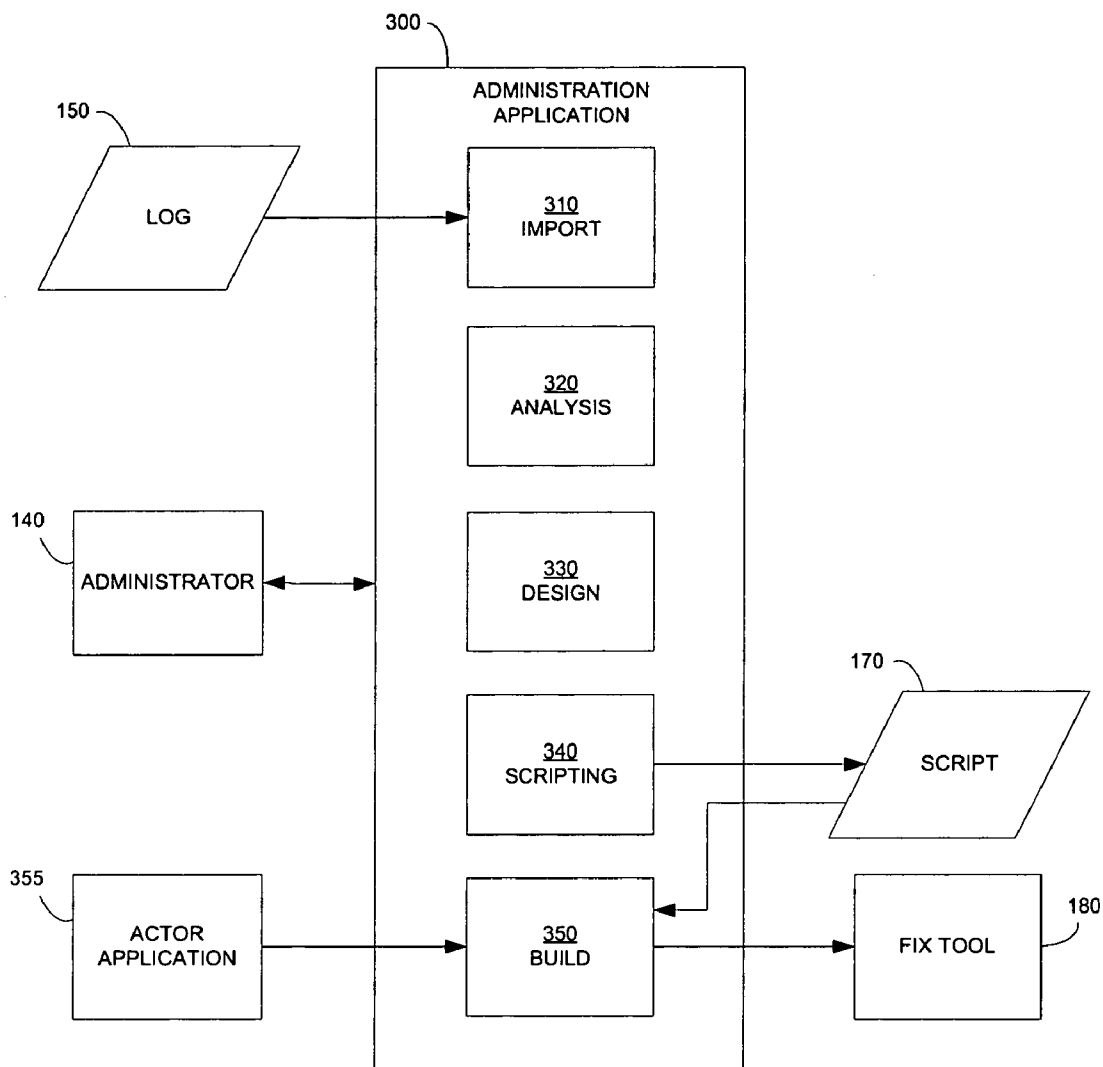 300
ADMINISTRATION
APPLICATION
150
LOG
310
IMPORT
320
ANALYSIS
140
ADMINISTRATOR
330
DESIGN
170
340
SCRIPTING
SCRIPT
355
ACTOR
APPLICATION
350
BUILD
FIX TOOL
180